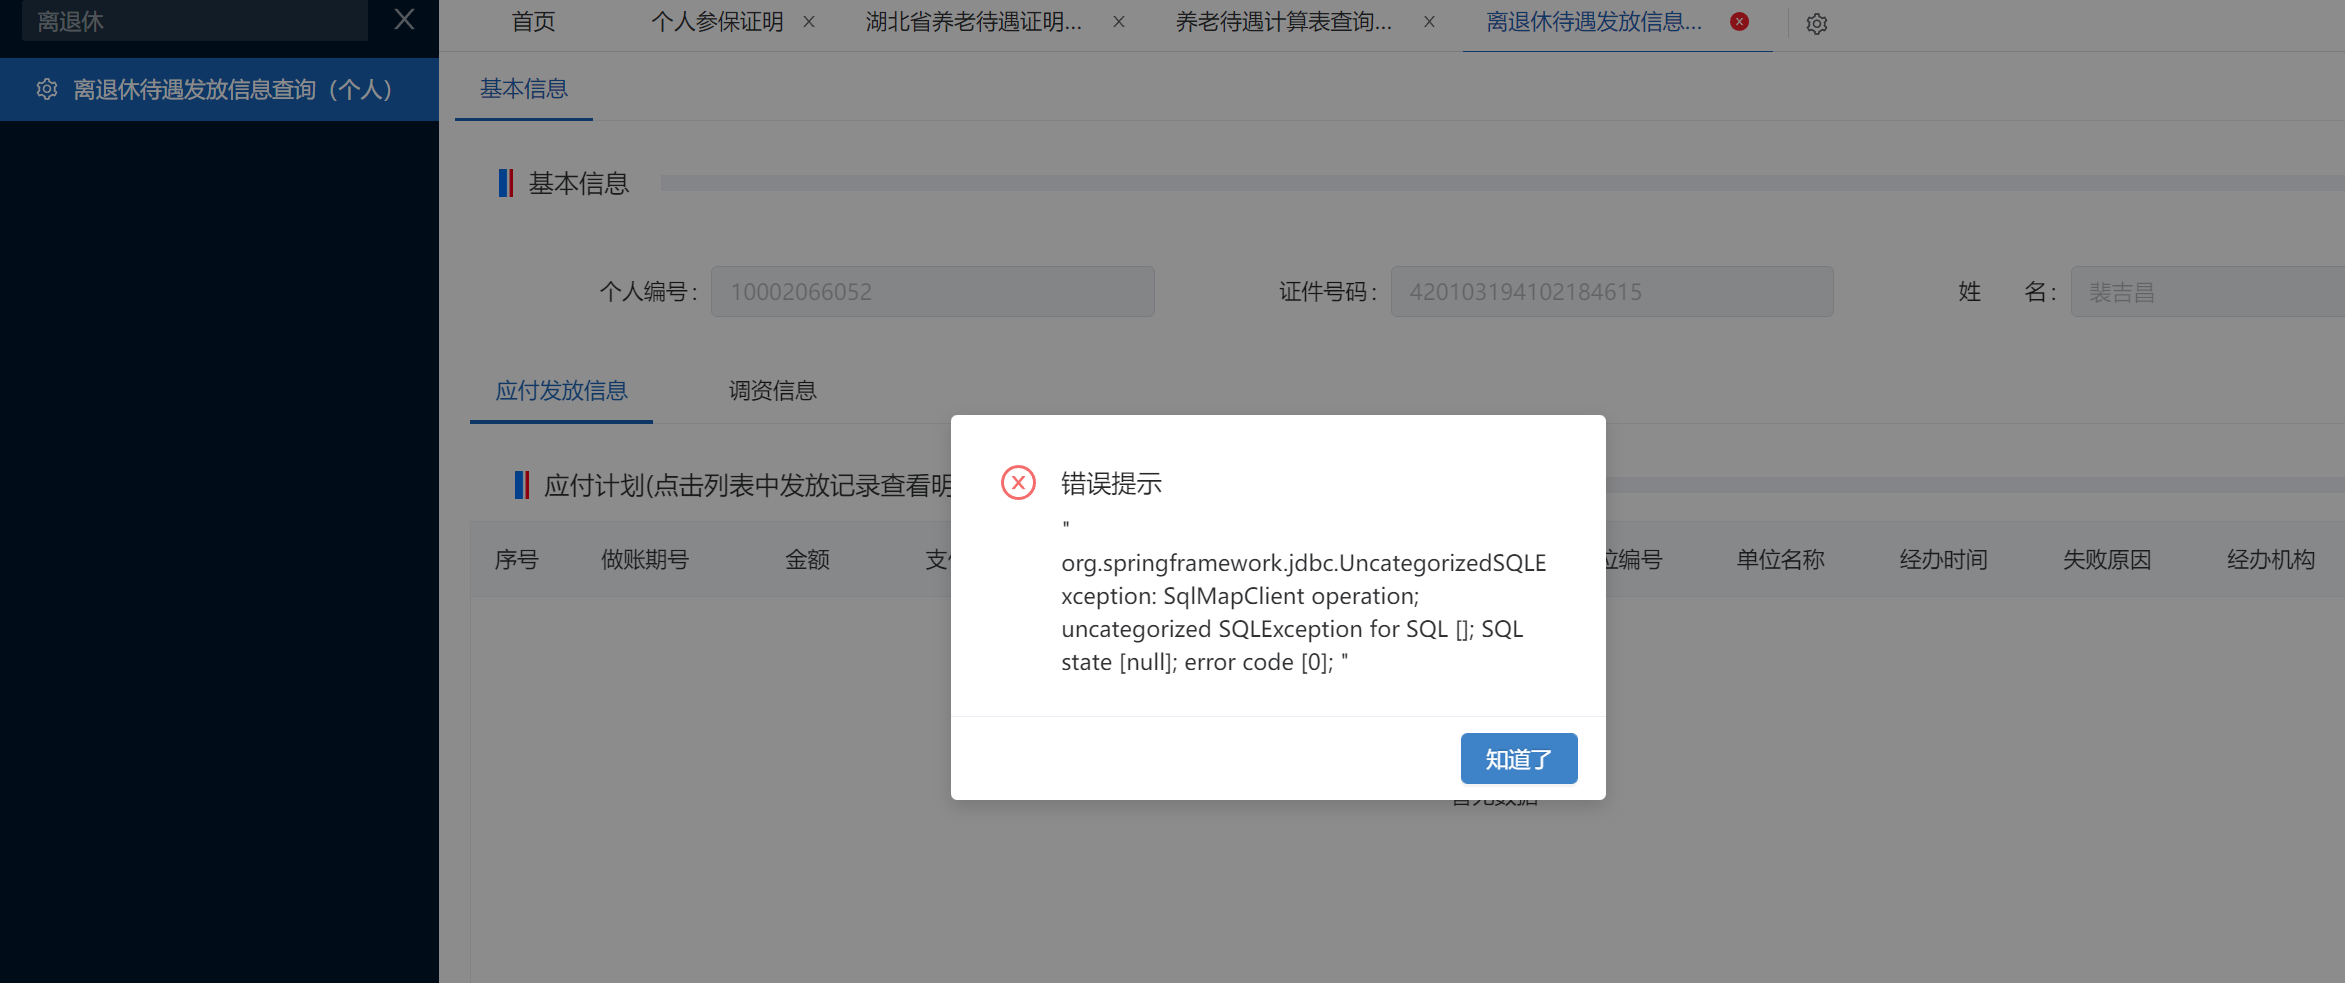 离退休
首页
个人参保证明
湖北省养老待遇证明...
养老待遇计算表查询...
离退休待遇发放信息...
离退休待遇发放信息查询（个人）
基本信息
基本信息
个人编号:
10002066052
证件号码:
420103194102184615
姓 名:
裴吉昌
应付发放信息
调资信息
应付计划(点击列表中发放记录查看明
错误提示
"
org.springframework.jdbc.UncategorizedSQLE
xception: SqlMapClient operation;
uncategorized SQLException for SQL []; SQL
state [null]; error code [0]; "
知道了
序号
做账期号
金额
支
位编号
单位名称
经办时间
失败原因
经办机构
暂无数据